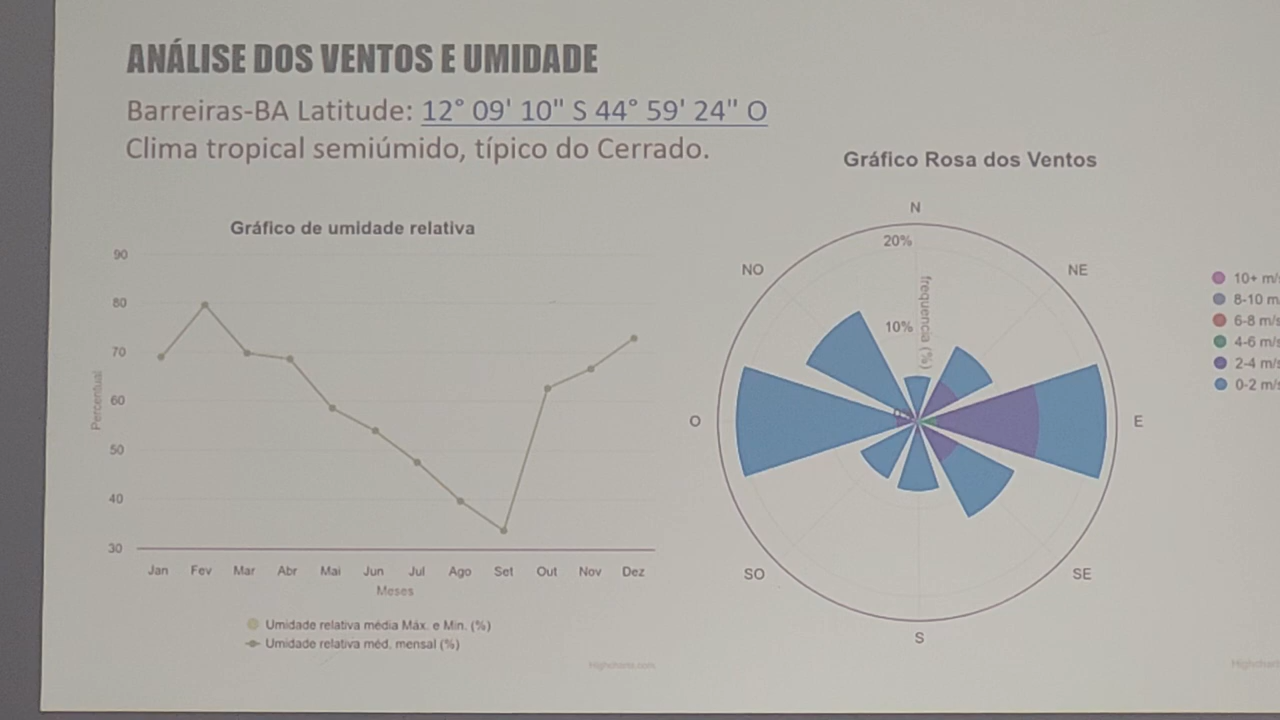 ANÁLISE DOS VENTOS E UMIDADE
Barreiras-BA Latitude: 12° 09' 10" S 44° 59' 24" O
Clima tropical semiúmido, típico do Cerrado.
Gráfico de umidade relativa
90
80
70
60
50
40
30
Percentual
Jan Fev Mar Abr Mai Jun Jul Ago Set Out Nov Dez
Meses
Umidade relativa média Máx. e Min. (%)
Umidade relativa méd. mensal (%)
Highcharts.com
Gráfico Rosa dos Ventos
N
NO
NE
20%
10%
frequencia (%)
O
E
SO
SE
S
10+ m/s
8-10 m
6-8 m/s
4-6 m/s
2-4 m/s
0-2 m/s